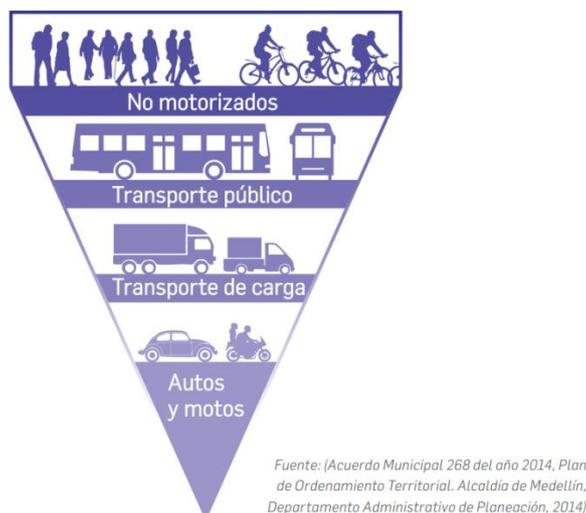 No motorizados
Transporte público
Transporte de carga
Autos
y motos
Fuente: (Acuerdo Municipal 268 del año 2014, Plan
de Ordenamiento Territorial. Alcaldía de Medellín,
Departamento Administrativo de Planeación, 2014)